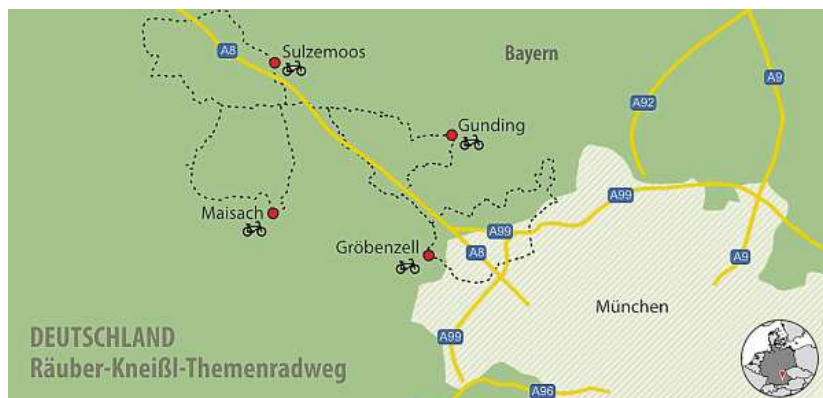 A8
Sulzemoos
Bayern
A9
A92
Gunding
Maisach
A99
A99
Gröbenzell
A8
A9
München
A99
DEUTSCHLAND
Räuber-Kneißl-Themenradweg
A96